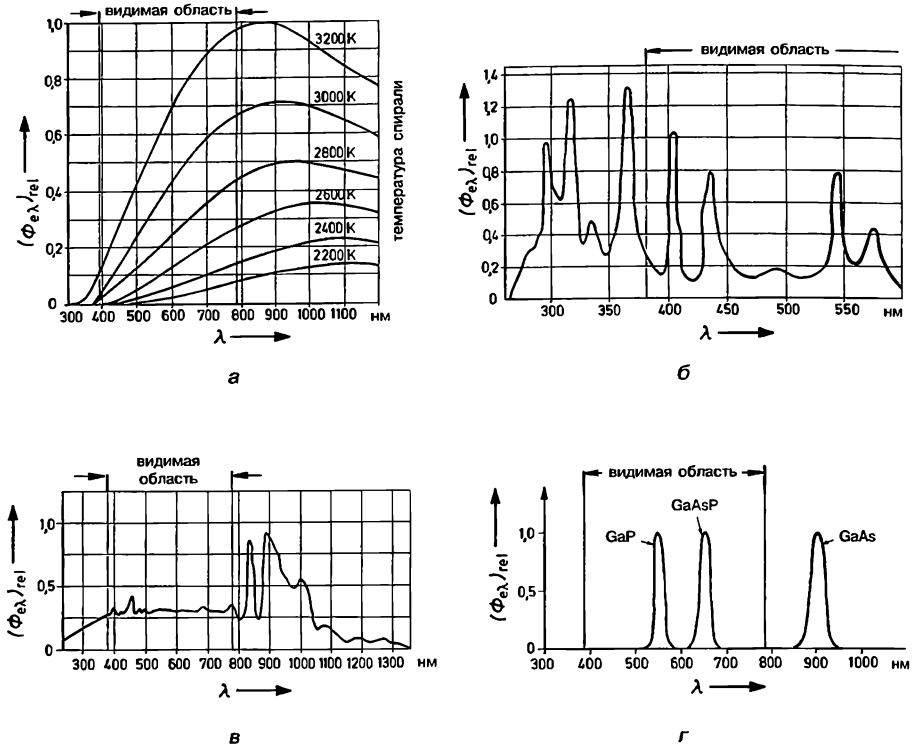 видимая область
1,0
0,8
0,6
0,4
0,2
0
(Φeλ)rel
3200 K
3000 K
2800 K
2600 K
2400 K
2200 K
температура спирали
300 400 500 600 700 800 900 1000 1100 нм
λ
а
видимая область
1,4
1,2
1,0
0,8
0,6
0,4
0,2
0
(Φeλ)rel
300 350 400 450 500 550 нм
λ
б
видимая
область
1,0
0,5
0
(Φeλ)rel
300 400 500 600 700 800 900 1000 1100 1200 1300 нм
λ
в
видимая область
GaAsP
GaP
GaAs
1,0
0,5
0
(Φeλ)rel
300 400 500 600 700 800 900 1000 нм
λ
г